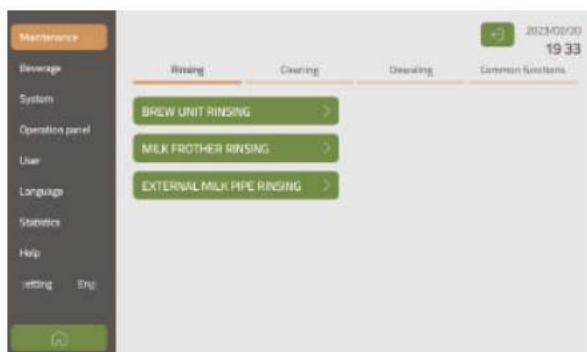 Maintenance
Beverage
System
Operation panel
User
Language
Statistics
Help
etting Eng
2023/02/20
19 33
Rinsing
Cleaning
Descaling
Common functions
BREW UNIT RINSING
MILK FROTHER RINSING
EXTERNAL MILK PIPE RINSING